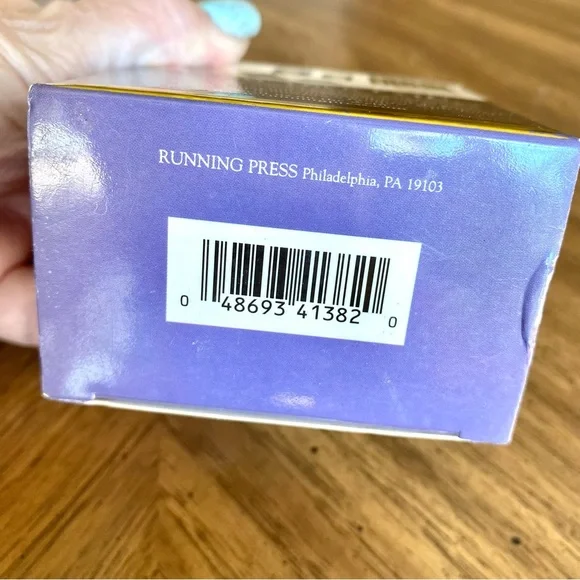 RUNNING PRESS Philadelphia, PA 19103
0 48693 41382 0